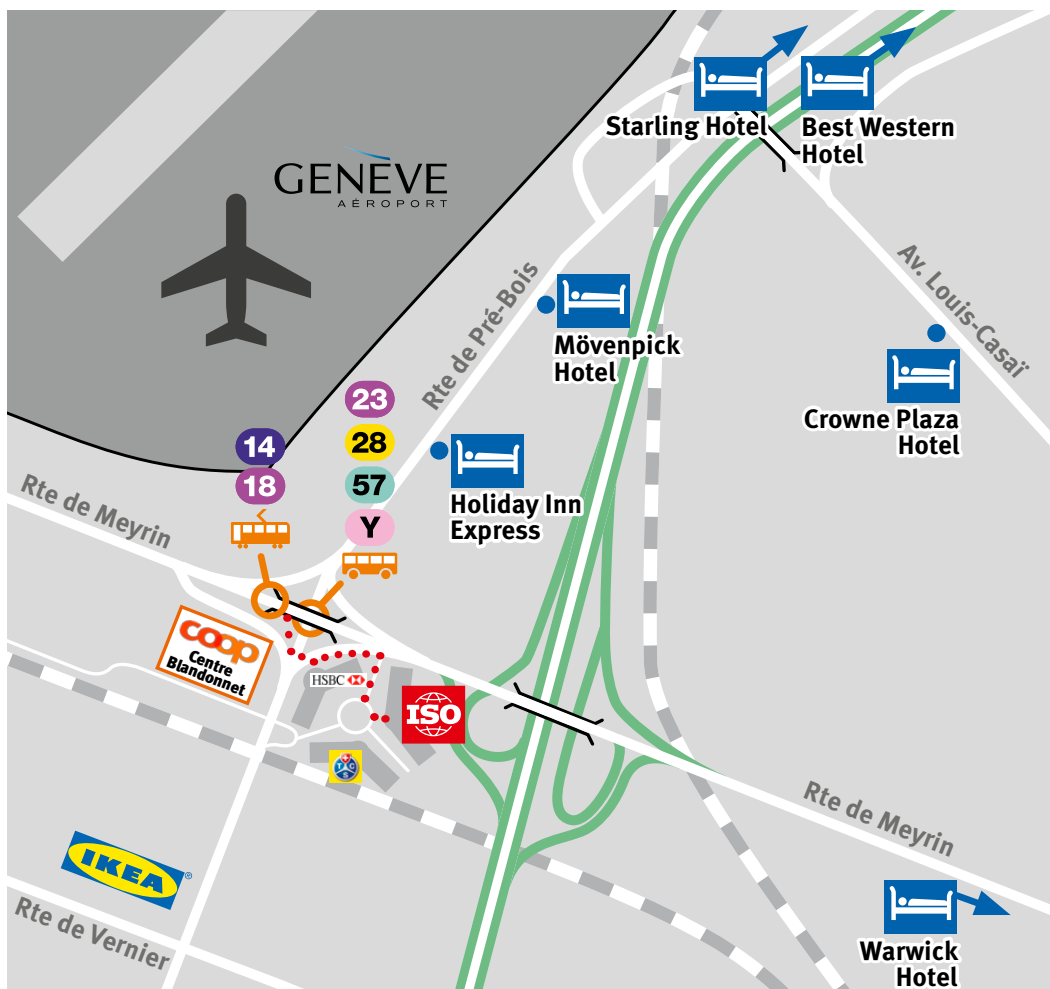 GENÈVE
AÉROPORT
Starling Hotel
Best Western
Hotel
Av. Louis-Casaï
Rte de Pré-Bois
Mövenpick
Hotel
Crowne Plaza
Hotel
23
14
28
18
57
Y
Holiday Inn
Express
Rte de Meyrin
coop
Centre
Blandonnet
HSBC
ISO
TCS
Rte de Meyrin
IKEA®
Rte de Vernier
Warwick
Hotel